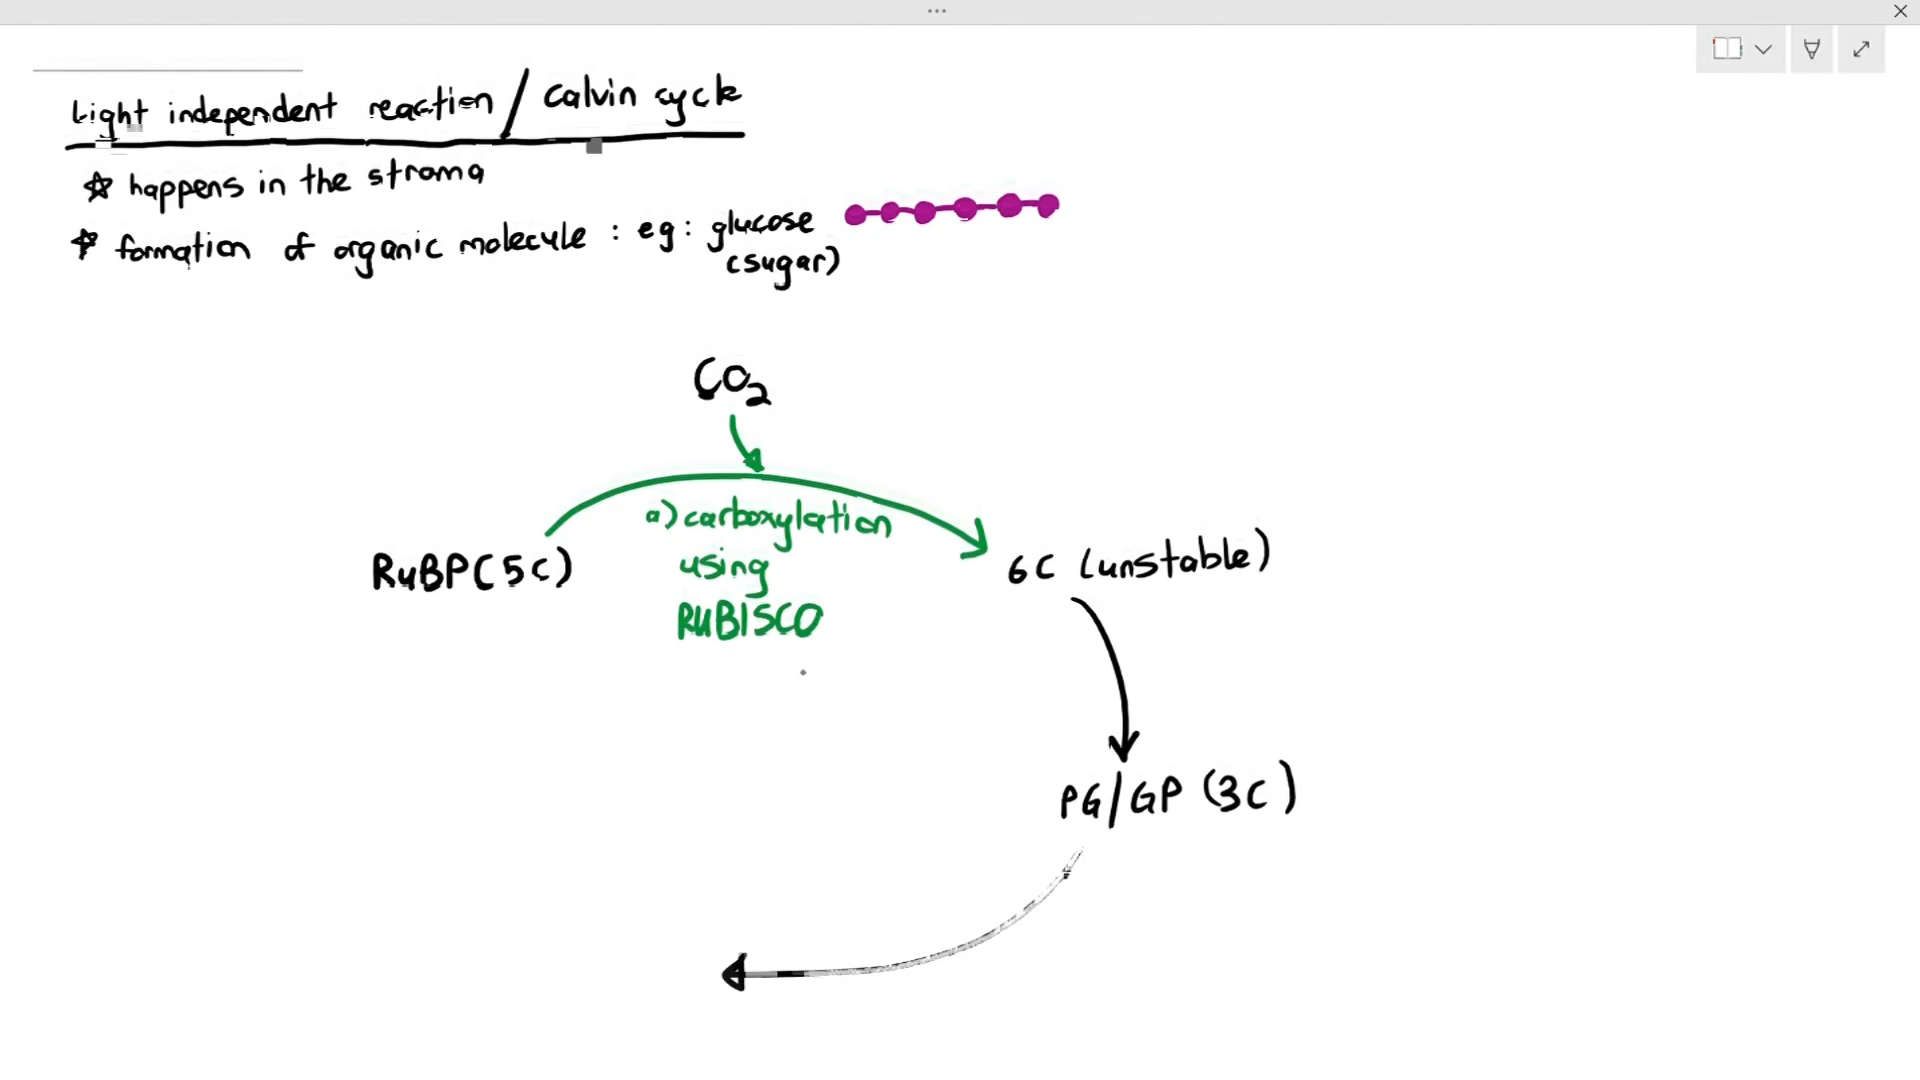 Light independent reaction / Calvin cycle
☆ happens in the stroma
☆ formation of organic molecule : eg : glucose
(sugar)
CO₂
a) carboxylation
using
RUBISCO
RuBP (5C)
6C (unstable)
PG/GP (3C)